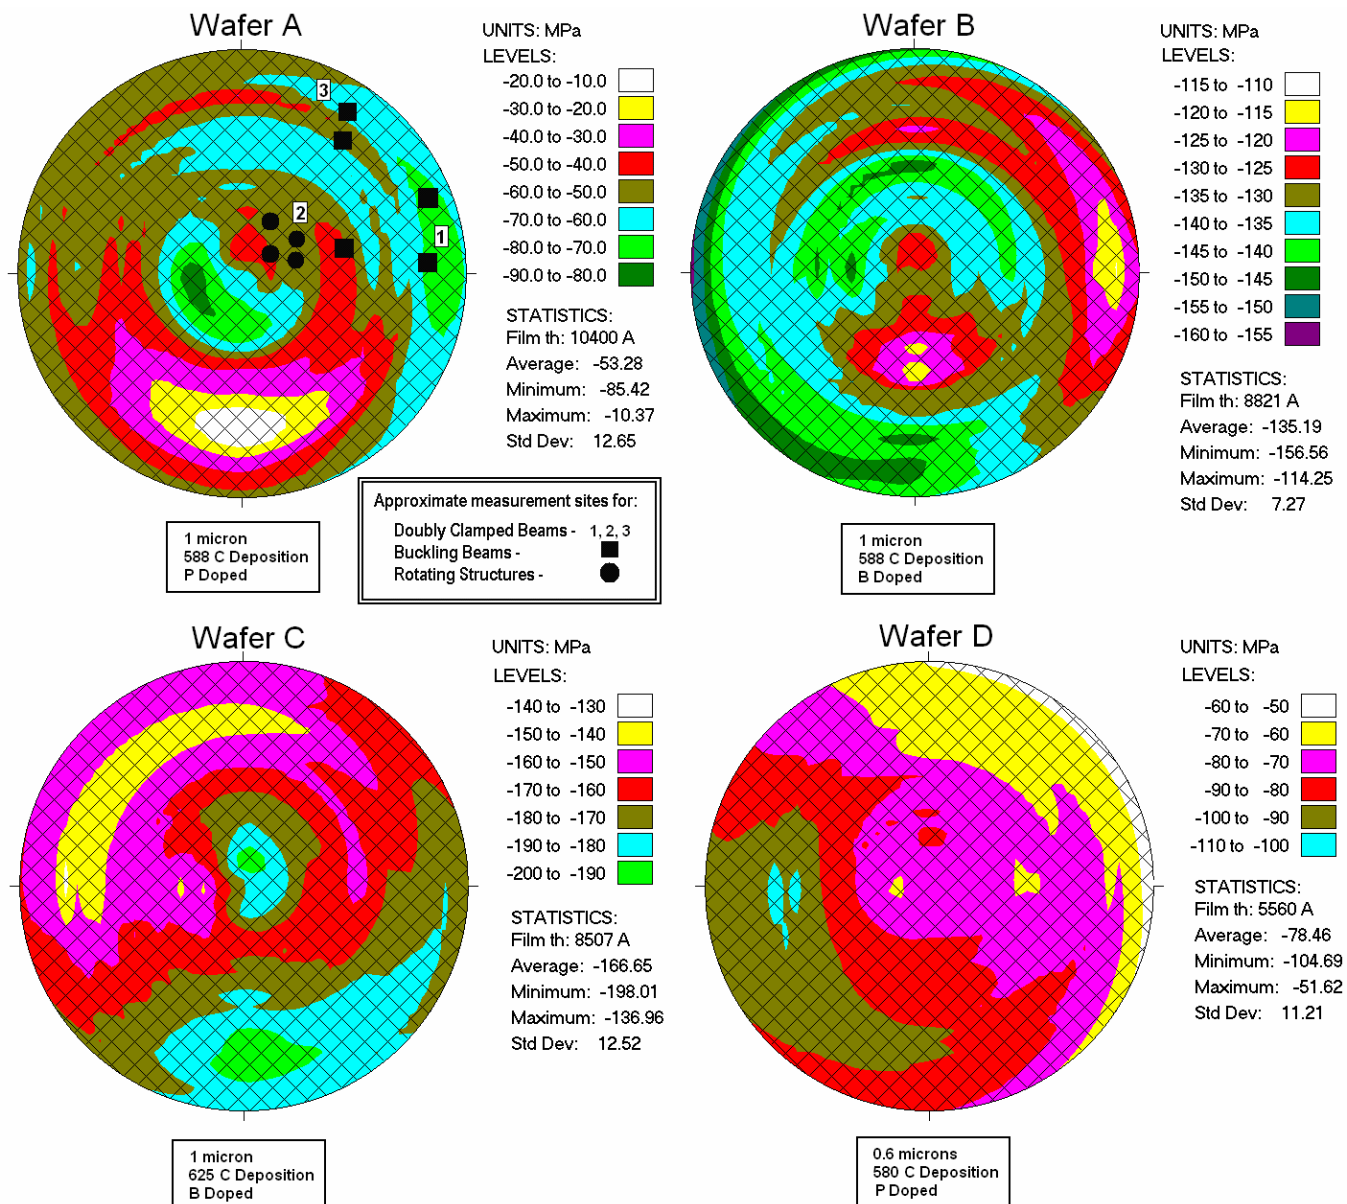 Wafer A
UNITS: MPa
LEVELS:
-20.0 to -10.0
-30.0 to -20.0
-40.0 to -30.0
-50.0 to -40.0
-60.0 to -50.0
-70.0 to -60.0
-80.0 to -70.0
-90.0 to -80.0
3
2
1
STATISTICS:
Film th: 10400 A
Average: -53.28
Minimum: -85.42
Maximum: -10.37
Std Dev: 12.65
1 micron
588 C Deposition
P Doped
Approximate measurement sites for:
Doubly Clamped Beams - 1, 2, 3
Buckling Beams -
Rotating Structures -
Wafer B
UNITS: MPa
LEVELS:
-115 to -110
-120 to -115
-125 to -120
-130 to -125
-135 to -130
-140 to -135
-145 to -140
-150 to -145
-155 to -150
-160 to -155
STATISTICS:
Film th: 8821 A
Average: -135.19
Minimum: -156.56
Maximum: -114.25
Std Dev: 7.27
1 micron
588 C Deposition
B Doped
Wafer C
UNITS: MPa
LEVELS:
-140 to -130
-150 to -140
-160 to -150
-170 to -160
-180 to -170
-190 to -180
-200 to -190
STATISTICS:
Film th: 8507 A
Average: -166.65
Minimum: -198.01
Maximum: -136.96
Std Dev: 12.52
1 micron
625 C Deposition
B Doped
Wafer D
UNITS: MPa
LEVELS:
-60 to -50
-70 to -60
-80 to -70
-90 to -80
-100 to -90
-110 to -100
STATISTICS:
Film th: 5560 A
Average: -78.46
Minimum: -104.69
Maximum: -51.62
Std Dev: 11.21
0.6 microns
580 C Deposition
P Doped